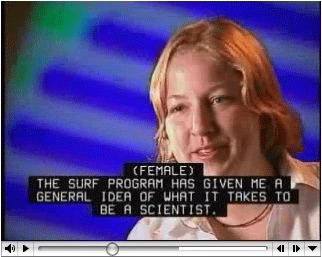 (FEMALE)
THE SURF PROGRAM HAS GIVEN ME A
GENERAL IDEA OF WHAT IT TAKES TO
BE A SCIENTIST.